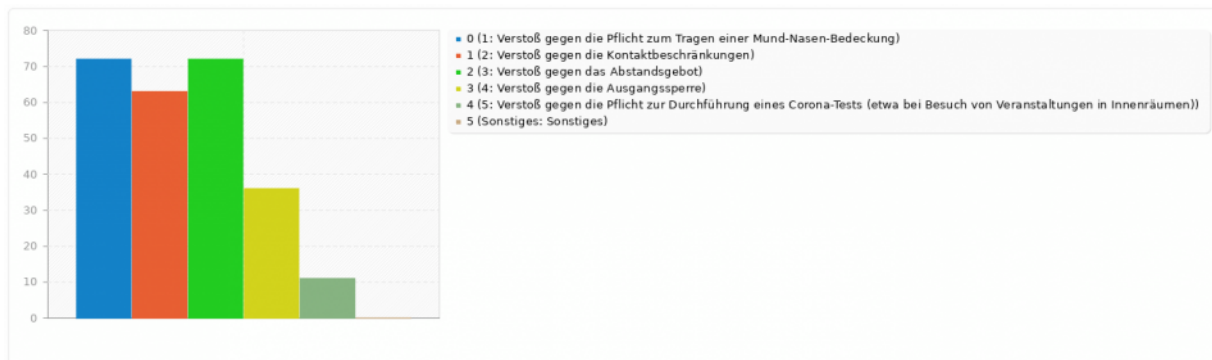 80
70
60
50
40
30
20
10
0
0 (1: Verstoß gegen die Pflicht zum Tragen einer Mund-Nasen-Bedeckung)
1 (2: Verstoß gegen die Kontaktbeschränkungen)
2 (3: Verstoß gegen das Abstandsgebot)
3 (4: Verstoß gegen die Ausgangssperre)
4 (5: Verstoß gegen die Pflicht zur Durchführung eines Corona-Tests (etwa bei Besuch von Veranstaltungen in Innenräumen))
5 (Sonstiges: Sonstiges)